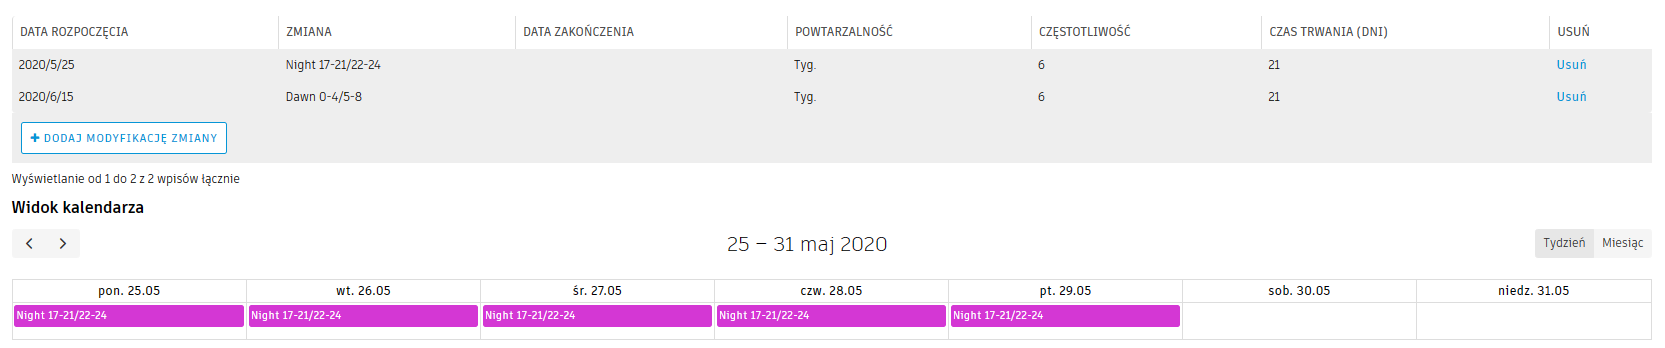 DATA ROZPOCZĘCIA ZMIANA DATA ZAKOŃCZENIA POWTARZALNOŚĆ CZĘSTOTLIWOŚĆ CZAS TRWANIA (DNI) USUŃ
2020/5/25 Night 17-21/22-24 Tyg. 6 21 Usuń
2020/6/15 Dawn 0-4/5-8 Tyg. 6 21 Usuń
+ DODAJ MODYFIKACJĘ ZMIANY
Wyświetlanie od 1 do 2 z 2 wpisów łącznie
Widok kalendarza
25 – 31 maj 2020 Tydzień Miesiąc
pon. 25.05 wt. 26.05 śr. 27.05 czw. 28.05 pt. 29.05 sob. 30.05 niedz. 31.05
Night 17-21/22-24 Night 17-21/22-24 Night 17-21/22-24 Night 17-21/22-24 Night 17-21/22-24